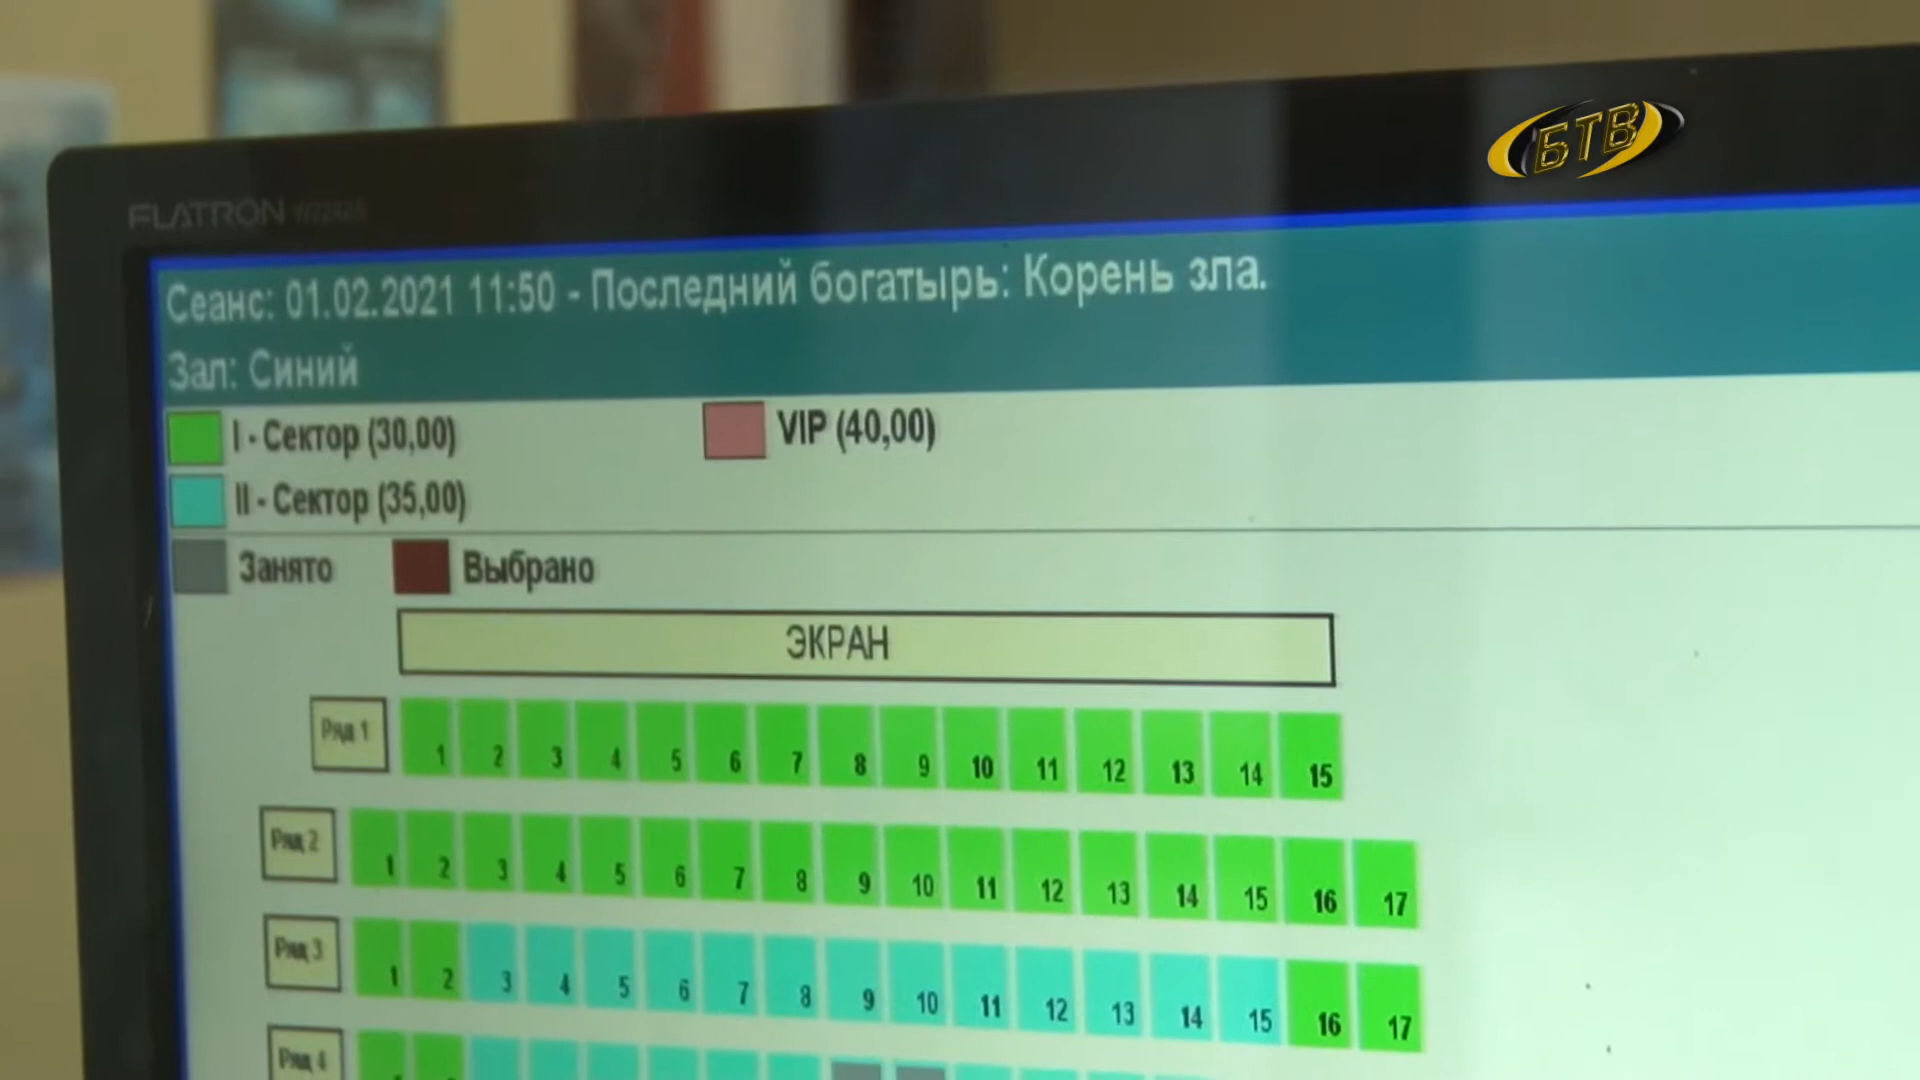 БТВ
FLATRON
Сеанс: 01.02.2021 11:50 - Последний богатырь: Корень зла.
Зал: Синий
I - Сектор (30,00) VIP (40,00)
II - Сектор (35,00)
Занято Выбрано
ЭКРАН
Ряд 1 1 2 3 4 5 6 7 8 9 10 11 12 13 14 15
Ряд 2 1 2 3 4 5 6 7 8 9 10 11 12 13 14 15 16 17
Ряд 3 1 2 3 4 5 6 7 8 9 10 11 12 13 14 15 16 17
Ряд 4